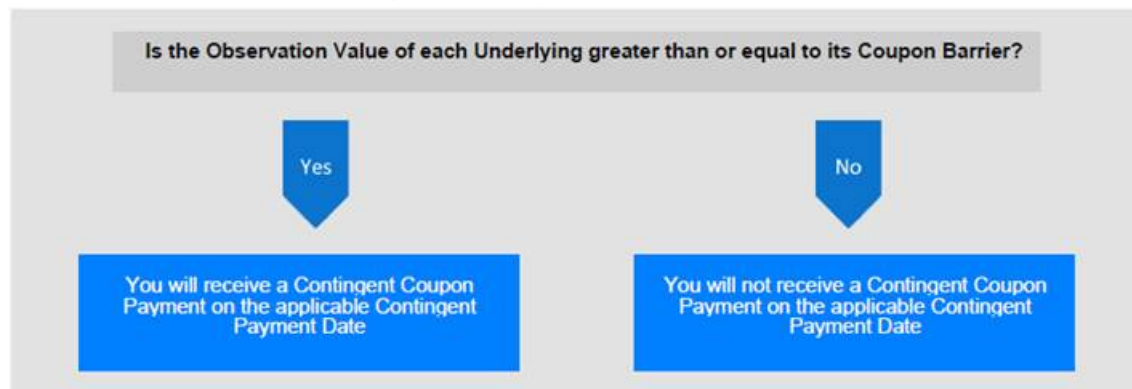 Is the Observation Value of each Underlying greater than or equal to its Coupon Barrier?
Yes
No
You will receive a Contingent Coupon
Payment on the applicable Contingent
Payment Date
You will not receive a Contingent Coupon
Payment on the applicable Contingent
Payment Date